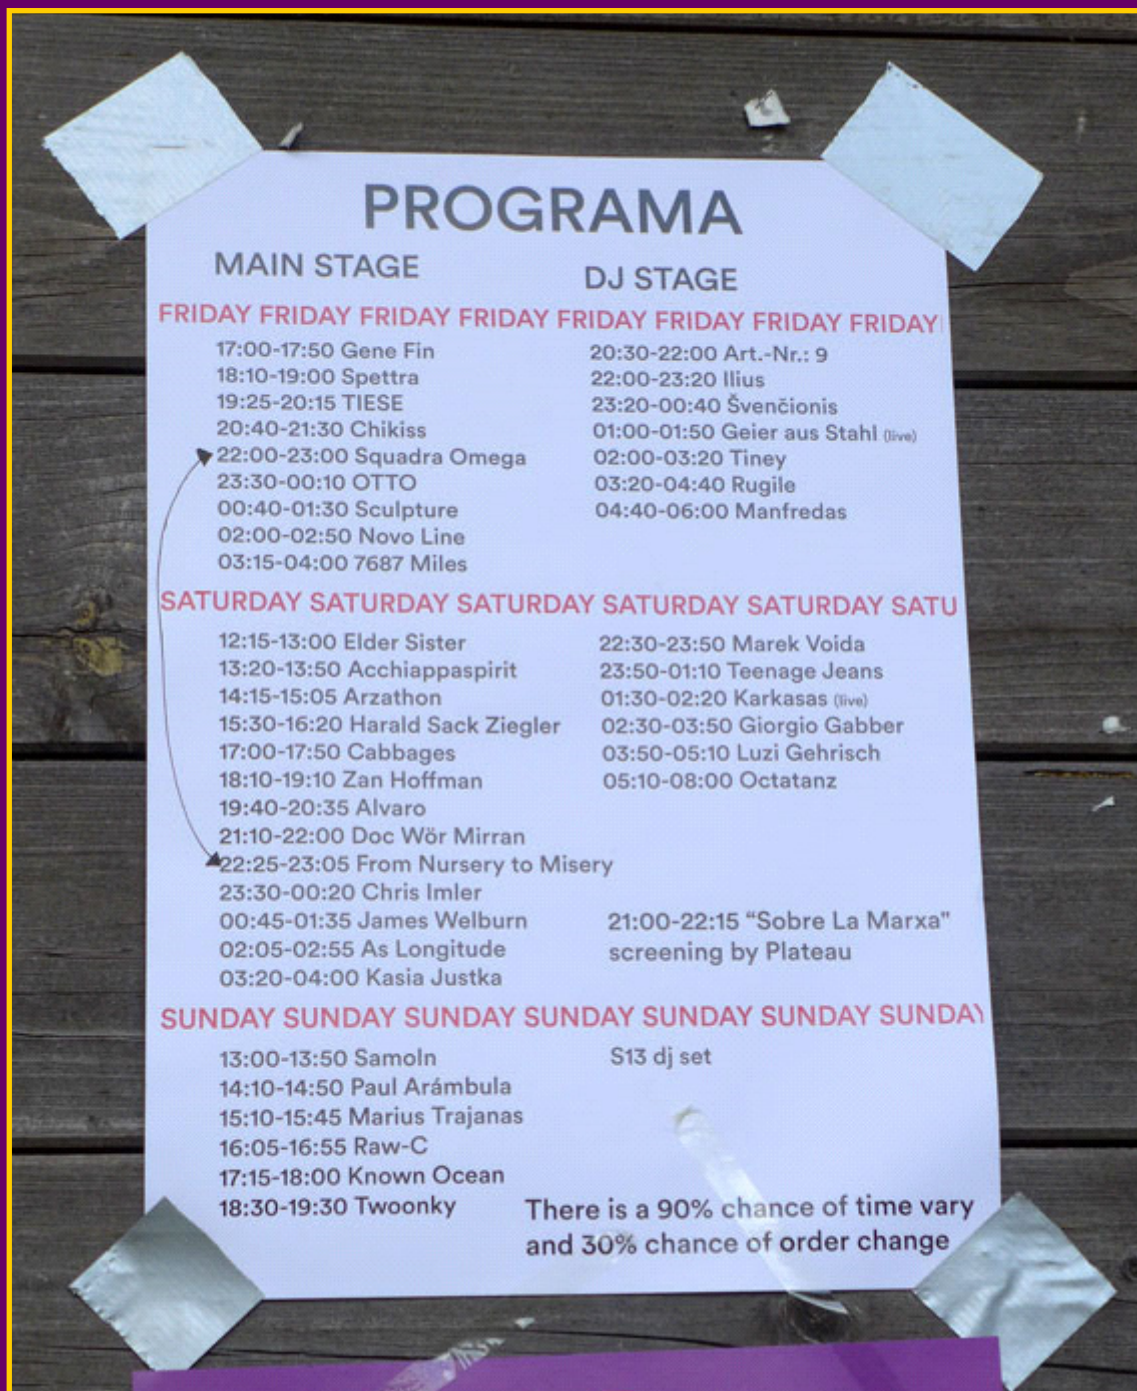 PROGRAMA
MAIN STAGE
DJ STAGE
FRIDAY FRIDAY FRIDAY FRIDAY FRIDAY FRIDAY FRIDAY FRIDAY
17:00-17:50 Gene Fin
18:10-19:00 Spettra
19:25-20:15 TIESE
20:40-21:30 Chikiss
22:00-23:00 Squadra Omega
23:30-00:10 OTTO
00:40-01:30 Sculpture
02:00-02:50 Novo Line
03:15-04:00 7687 Miles
20:30-22:00 Art.-Nr.: 9
22:00-23:20 Ilius
23:20-00:40 Švenčionis
01:00-01:50 Geier aus Stahl (live)
02:00-03:20 Tiney
03:20-04:40 Rugile
04:40-06:00 Manfredas
SATURDAY SATURDAY SATURDAY SATURDAY SATURDAY SATU
12:15-13:00 Elder Sister
13:20-13:50 Acchiappaspirit
14:15-15:05 Arzathon
15:30-16:20 Harald Sack Ziegler
17:00-17:50 Cabbages
18:10-19:10 Zan Hoffman
19:40-20:35 Alvaro
21:10-22:00 Doc Wör Mirran
22:25-23:05 From Nursery to Misery
23:30-00:20 Chris Imler
00:45-01:35 James Welburn
02:05-02:55 As Longitude
03:20-04:00 Kasia Justka
22:30-23:50 Marek Voida
23:50-01:10 Teenage Jeans
01:30-02:20 Karkasas (live)
02:30-03:50 Giorgio Gabber
03:50-05:10 Luzi Gehrisch
05:10-08:00 Octatanz
21:00-22:15 “Sobre La Marxa”
screening by Plateau
SUNDAY SUNDAY SUNDAY SUNDAY SUNDAY SUNDAY SUNDAY
13:00-13:50 Samoln
14:10-14:50 Paul Arámbula
15:10-15:45 Marius Trajanas
16:05-16:55 Raw-C
17:15-18:00 Known Ocean
18:30-19:30 Twoonky
S13 dj set
There is a 90% chance of time vary
and 30% chance of order change